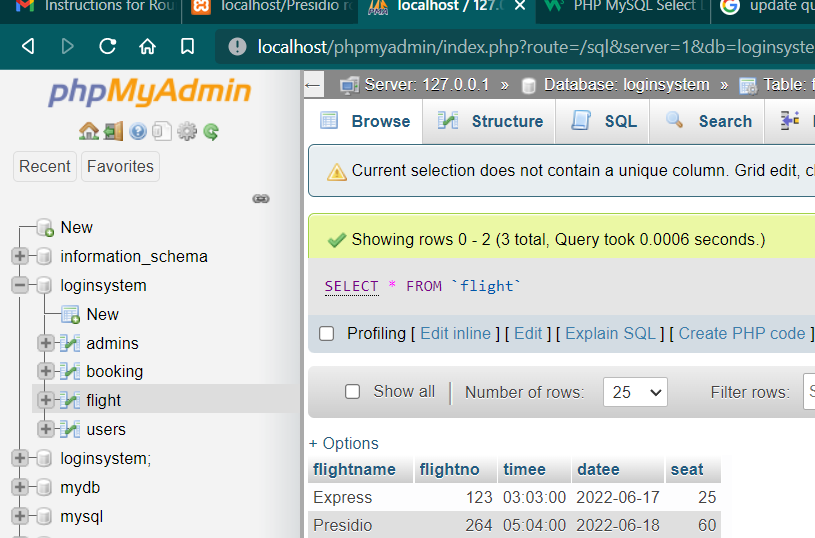 Instructions for Rou
localhost/Presidio r
localhost / 127.0
PHP MySQL Select
update qu
localhost/phpmyadmin/index.php?route=/sql&server=1&db=loginsyste
phpMyAdmin
Recent
Favorites
New
information_schema
loginsystem
New
admins
booking
flight
users
loginsystem;
mydb
mysql
Server: 127.0.0.1 » Database: loginsystem » Table: f
Browse
Structure
SQL
Search
Current selection does not contain a unique column. Grid edit, c
Showing rows 0 - 2 (3 total, Query took 0.0006 seconds.)
SELECT * FROM `flight`
Profiling [ Edit inline ] [ Edit ] [ Explain SQL ] [ Create PHP code ]
Show all
Number of rows: 25
Filter rows: S
+ Options
flightname flightno timee datee seat
Express 123 03:03:00 2022-06-17 25
Presidio 264 05:04:00 2022-06-18 60